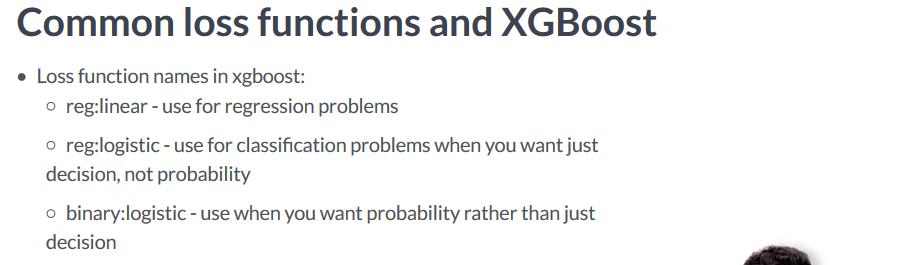 Common loss functions and XGBoost
• Loss function names in xgboost:
○ reg:linear - use for regression problems
○ reg:logistic - use for classification problems when you want just
decision, not probability
○ binary:logistic - use when you want probability rather than just
decision